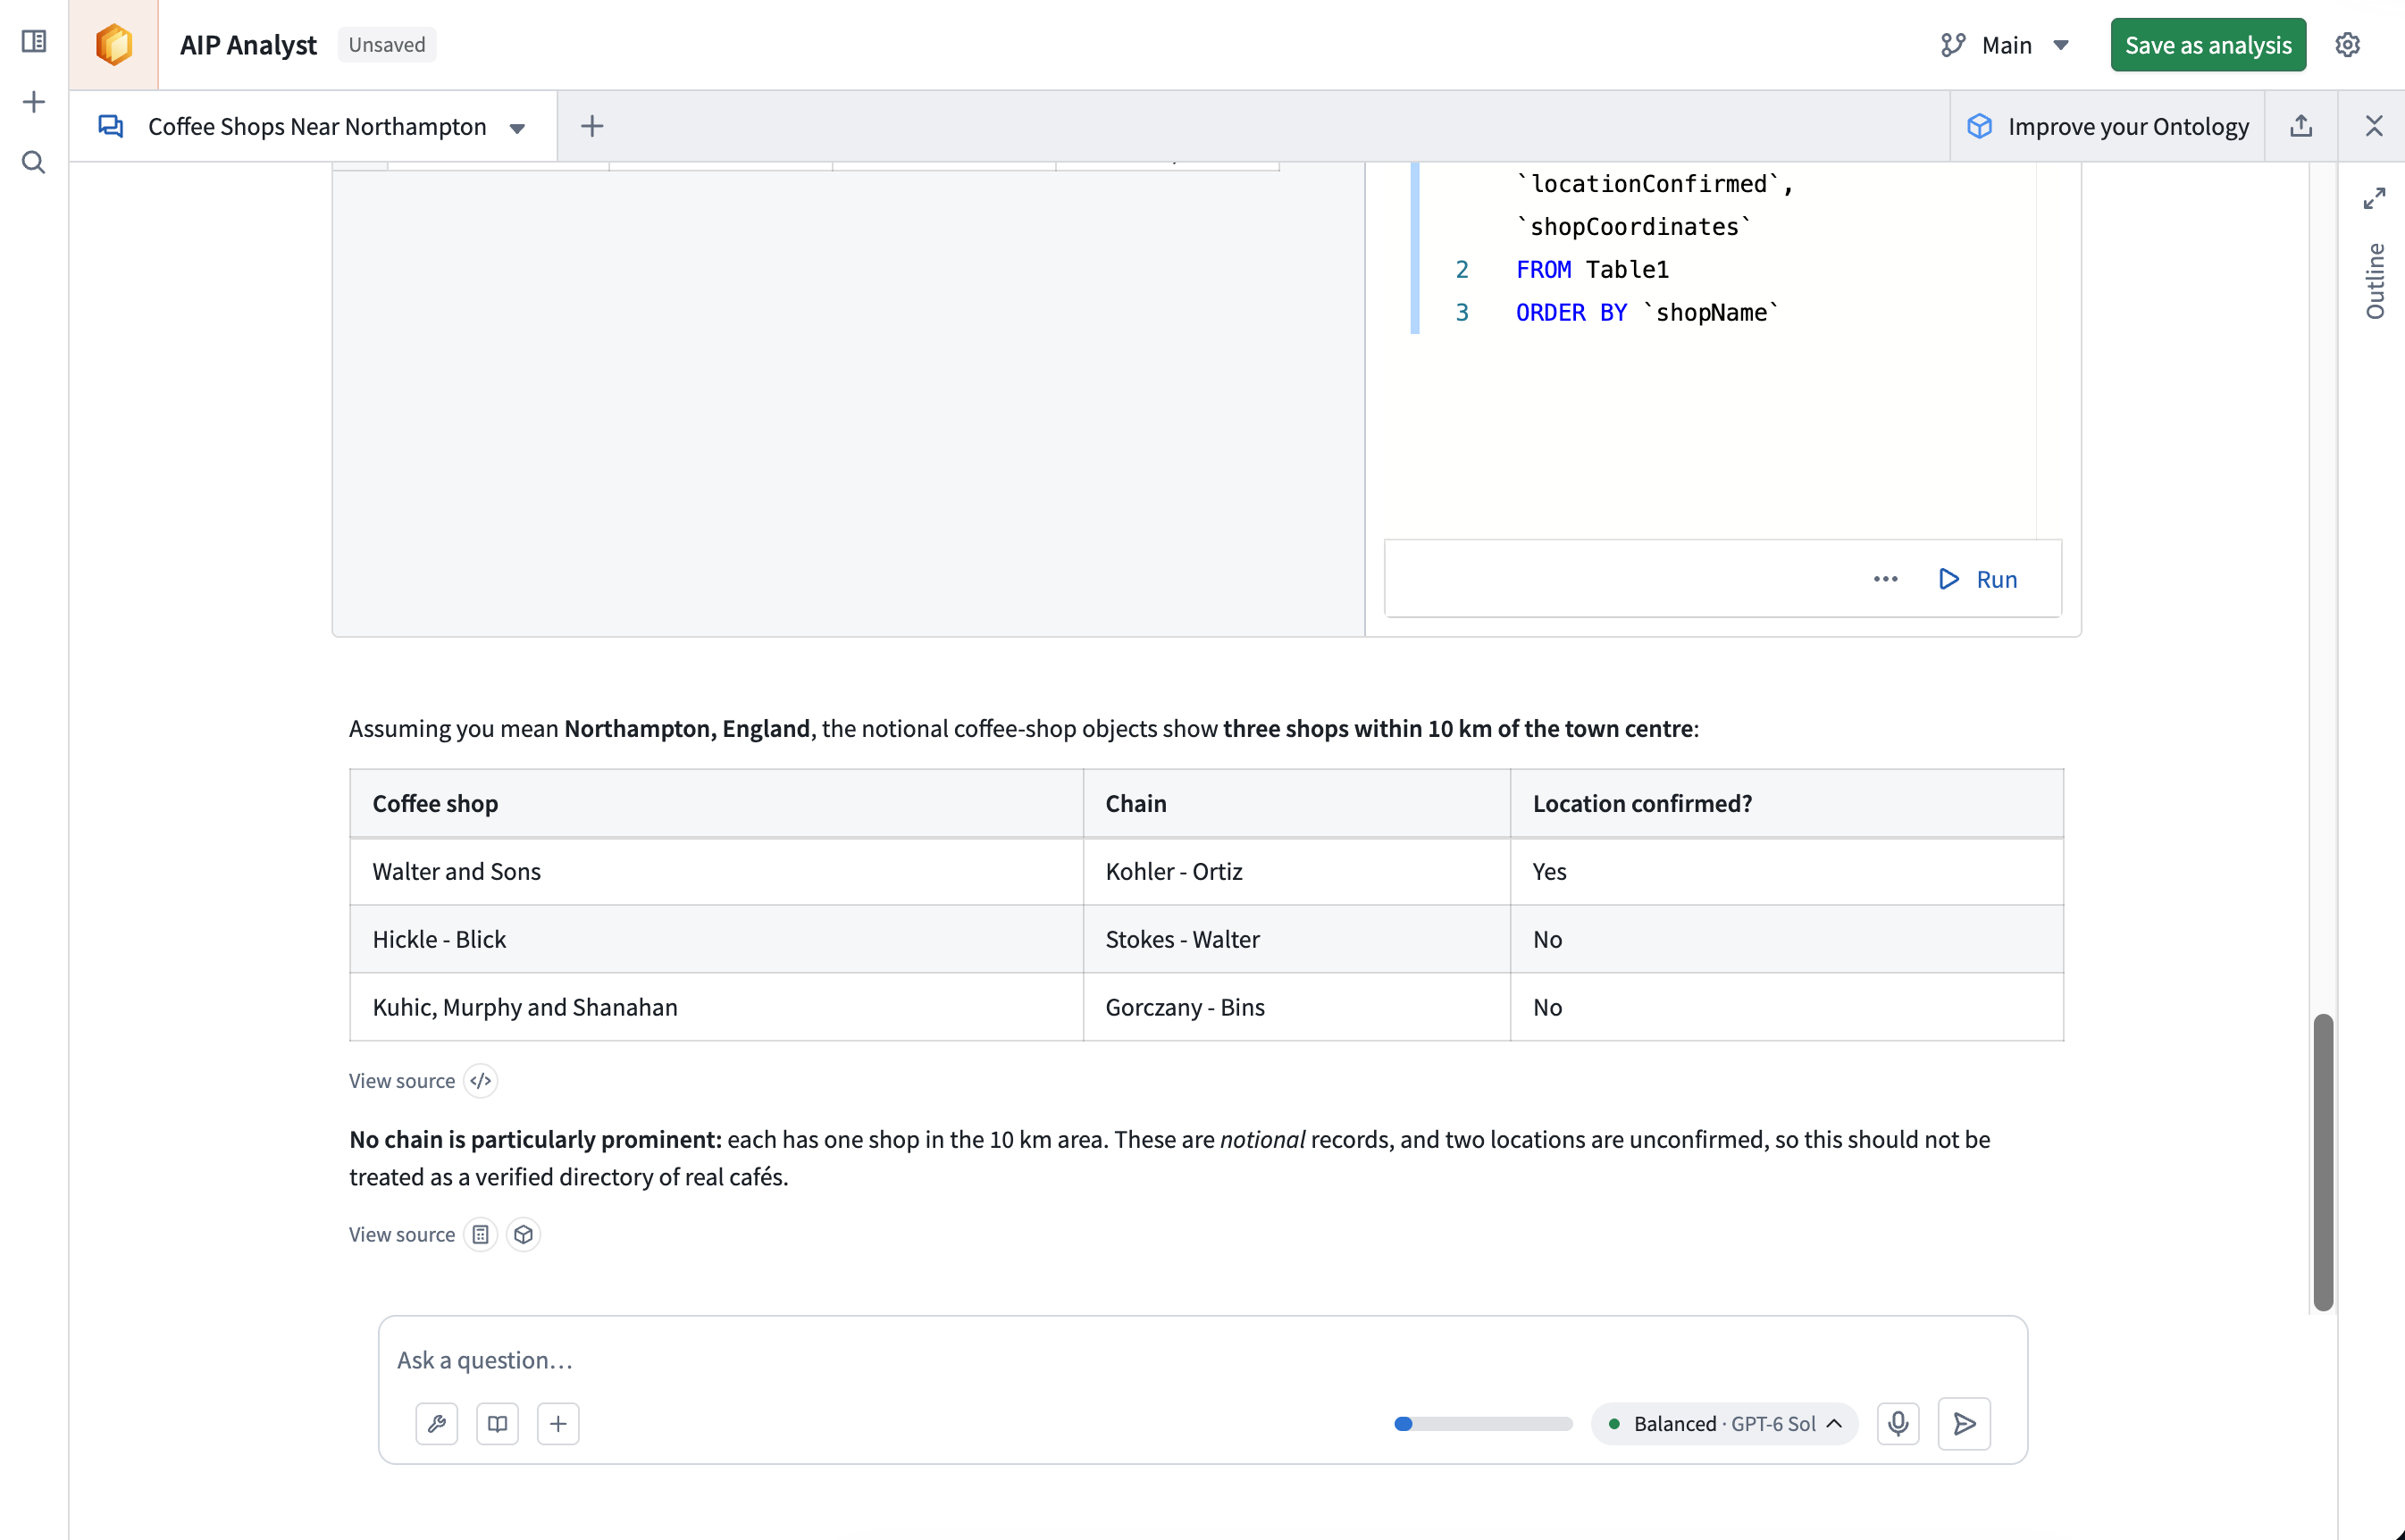 AIP Analyst
Unsaved
Main
Save as analysis
Coffee Shops Near Northampton
Improve your Ontology
Outline
`locationConfirmed`,
`shopCoordinates`
2 FROM Table1
3 ORDER BY `shopName`
Run
Assuming you mean Northampton, England, the notional coffee-shop objects show three shops within 10 km of the town centre:
Coffee shop Chain Location confirmed?
Walter and Sons Kohler - Ortiz Yes
Hickle - Blick Stokes - Walter No
Kuhic, Murphy and Shanahan Gorczany - Bins No
View source
No chain is particularly prominent: each has one shop in the 10 km area. These are notional records, and two locations are unconfirmed, so this should not be
treated as a verified directory of real cafés.
View source
Ask a question…
Balanced · GPT-6 Sol